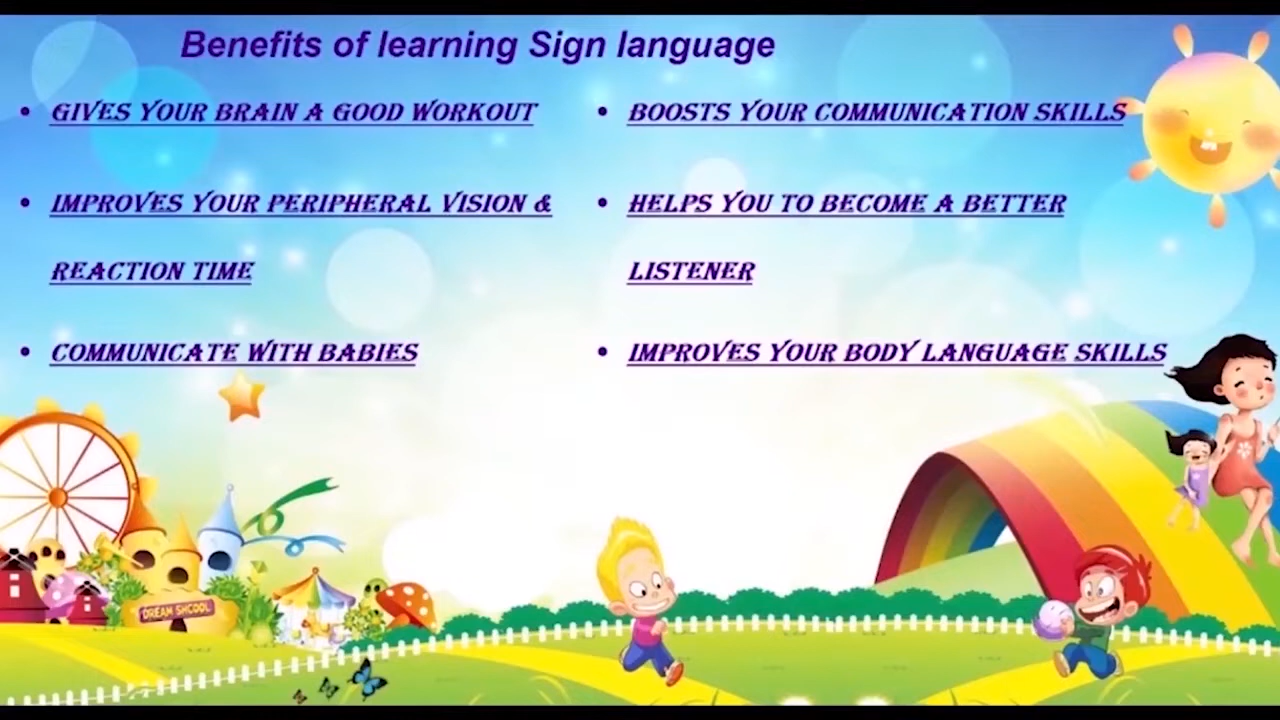 Benefits of learning Sign language
• GIVES YOUR BRAIN A GOOD WORKOUT
• IMPROVES YOUR PERIPHERAL VISION &
REACTION TIME
• COMMUNICATE WITH BABIES
• BOOSTS YOUR COMMUNICATION SKILLS
• HELPS YOU TO BECOME A BETTER
LISTENER
• IMPROVES YOUR BODY LANGUAGE SKILLS
DREAM SHCOOL